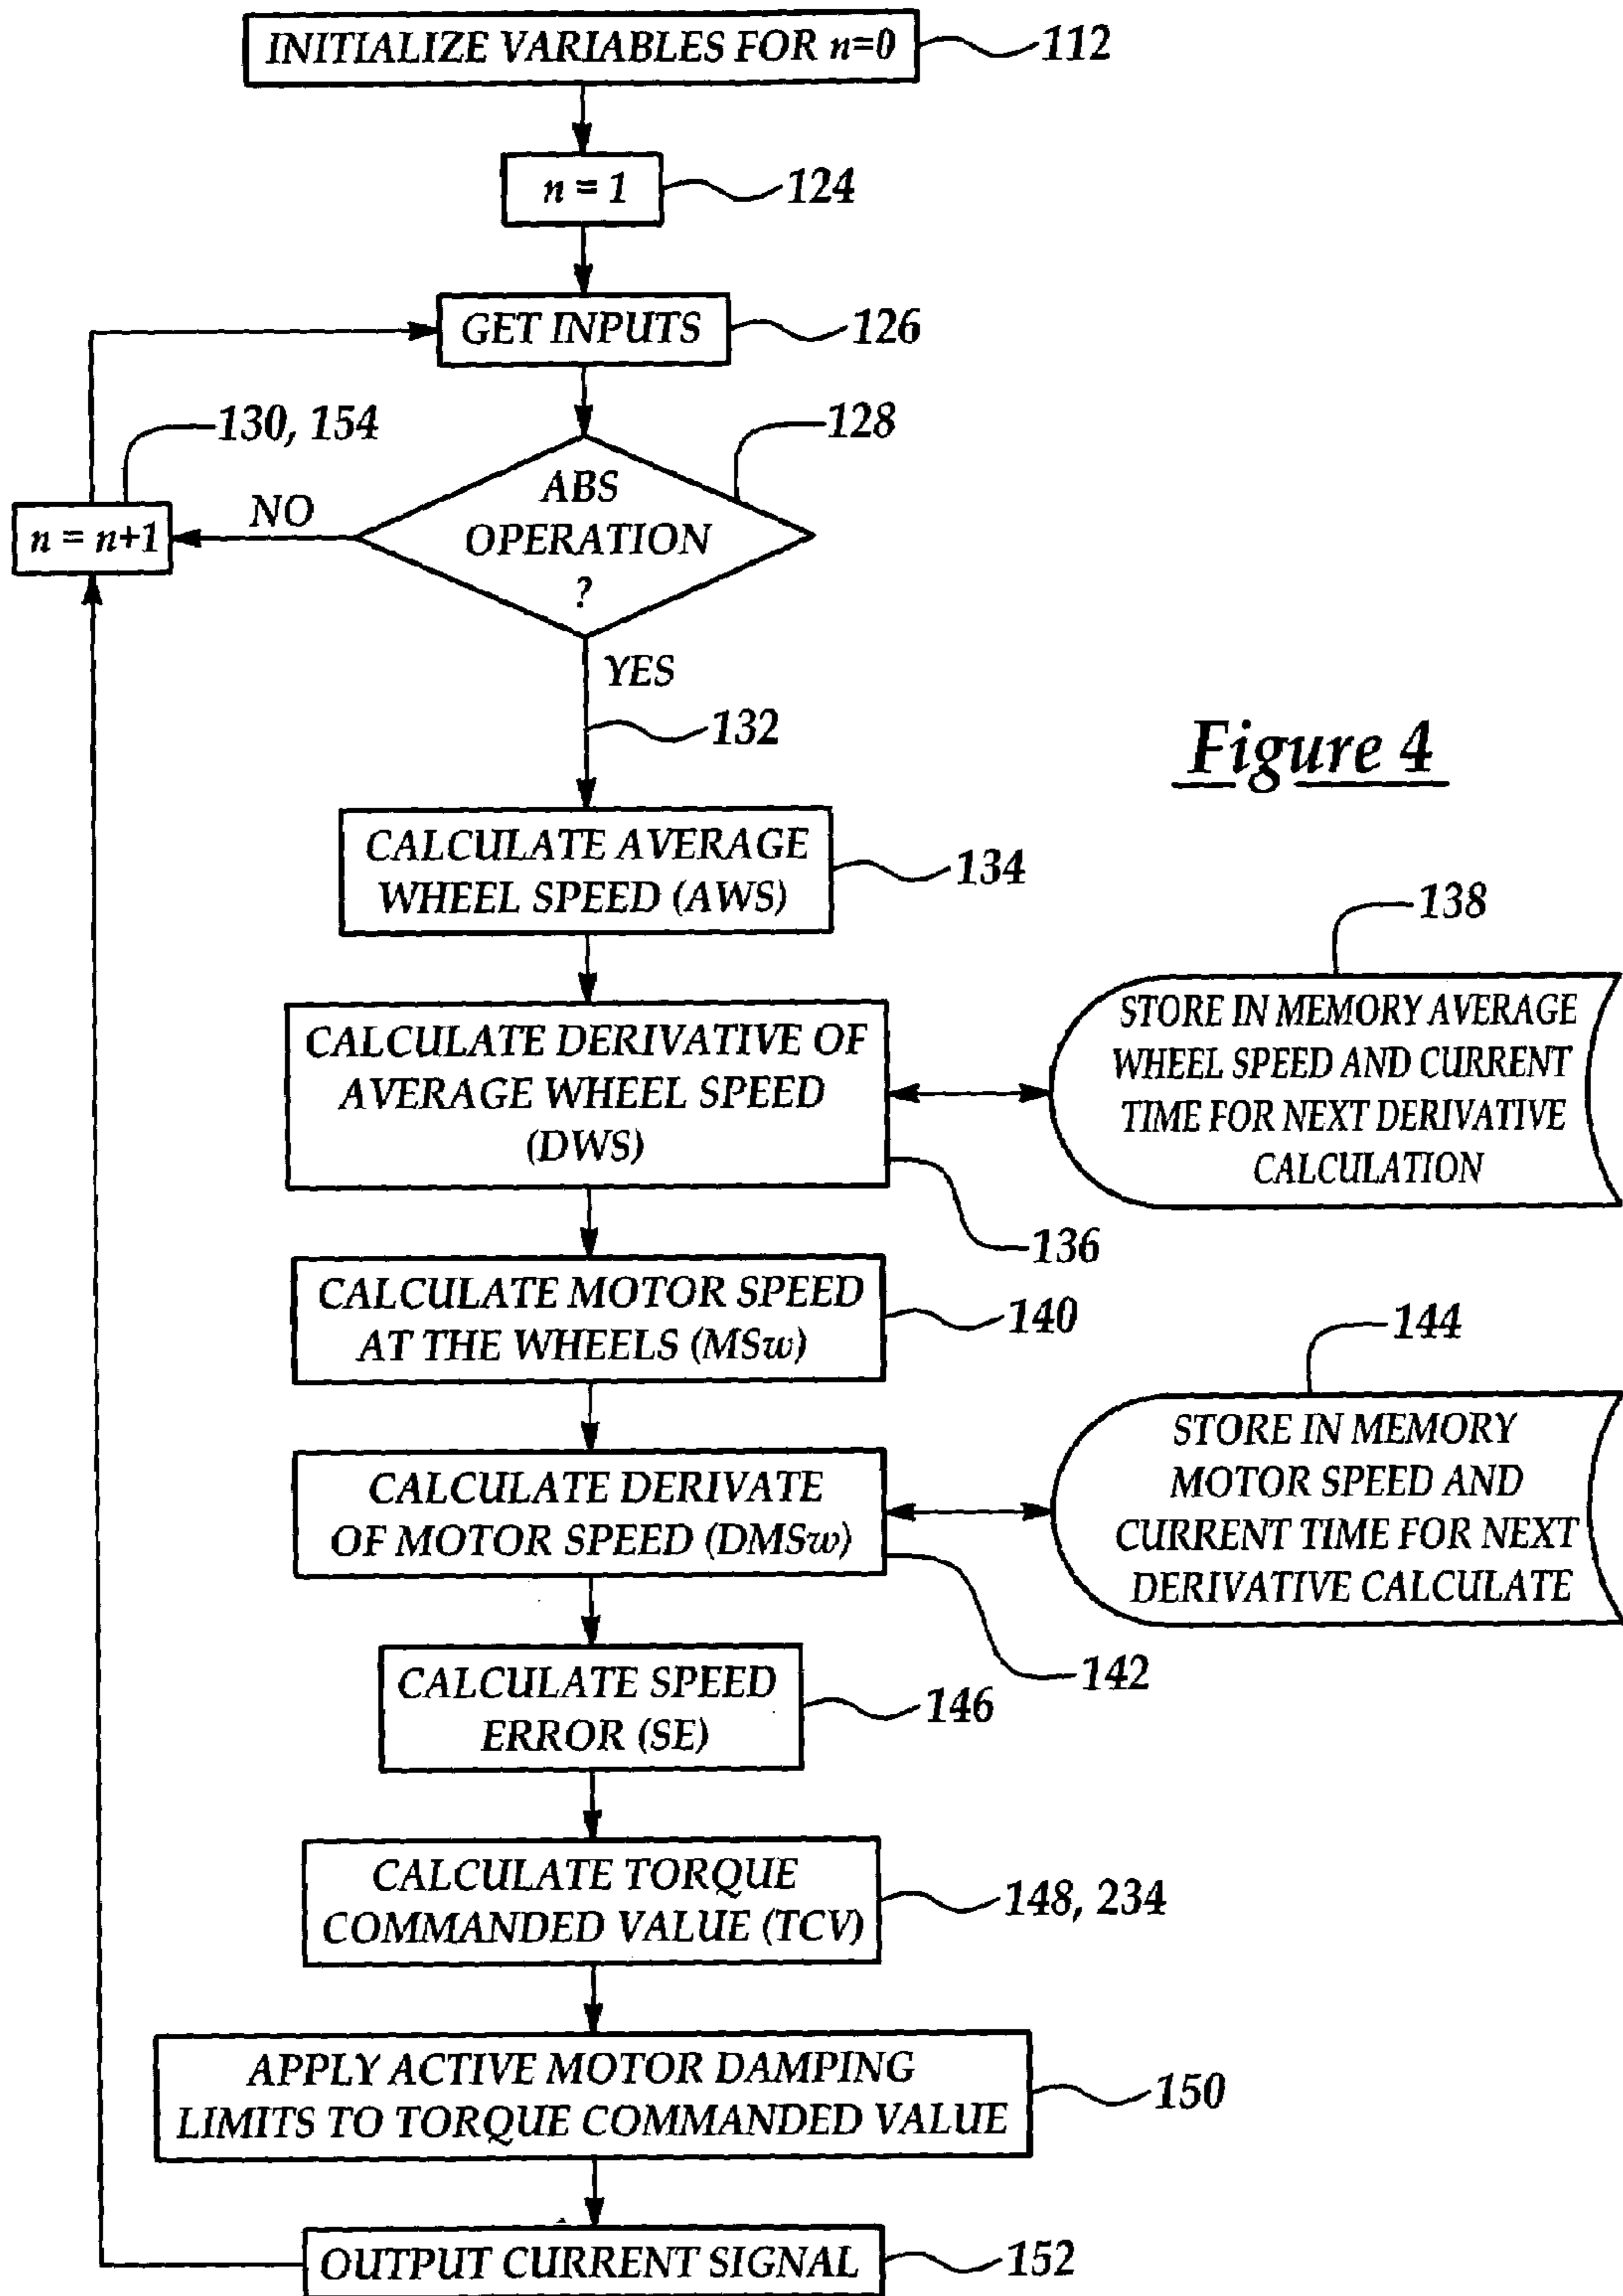 INITIALIZE VARIABLES FOR n=0
112
n = 1
124
GET INPUTS
126
130, 154
128
ABS
OPERATION
?
NO
n = n+1
YES
132
Figure 4
CALCULATE AVERAGE
WHEEL SPEED (AWS)
134
138
STORE IN MEMORY AVERAGE
WHEEL SPEED AND CURRENT
TIME FOR NEXT DERIVATIVE
CALCULATION
CALCULATE DERIVATIVE OF
AVERAGE WHEEL SPEED
(DWS)
136
CALCULATE MOTOR SPEED
AT THE WHEELS (MSw)
140
144
STORE IN MEMORY
MOTOR SPEED AND
CURRENT TIME FOR NEXT
DERIVATIVE CALCULATE
CALCULATE DERIVATE
OF MOTOR SPEED (DMSw)
142
CALCULATE SPEED
ERROR (SE)
146
CALCULATE TORQUE
COMMANDED VALUE (TCV)
148, 234
APPLY ACTIVE MOTOR DAMPING
LIMITS TO TORQUE COMMANDED VALUE
150
OUTPUT CURRENT SIGNAL
152